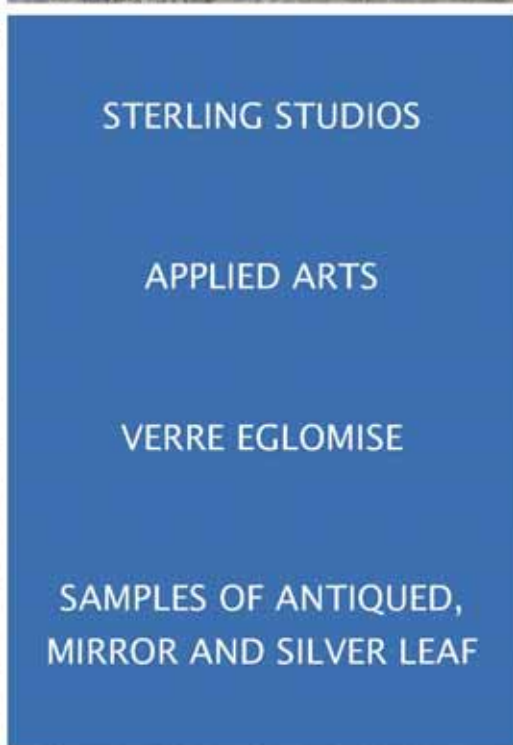 STERLING STUDIOS
APPLIED ARTS
VERRE EGLOMISE
SAMPLES OF ANTIQUED,
MIRROR AND SILVER LEAF